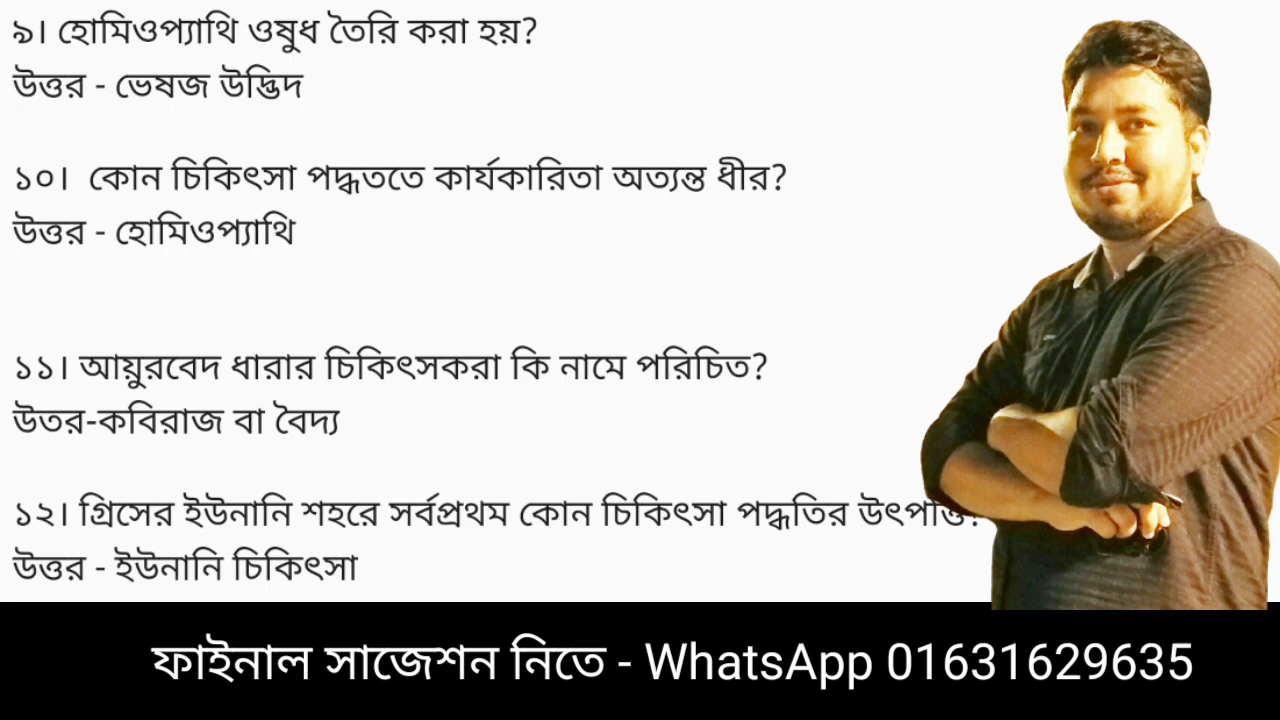 ৯। হোমিওপ্যাথি ওষুধ তৈরি করা হয়?
উত্তর - ভেষজ উদ্ভিদ
১০। কোন চিকিৎসা পদ্ধততে কার্যকারিতা অত্যন্ত ধীর?
উত্তর - হোমিওপ্যাথি
১১। আয়ুরবেদ ধারার চিকিৎসকরা কি নামে পরিচিত?
উতর-কবিরাজ বা বৈদ্য
১২। গ্রিসের ইউনানি শহরে সর্বপ্রথম কোন চিকিৎসা পদ্ধতির উৎপত্তি?
উত্তর - ইউনানি চিকিৎসা
ফাইনাল সাজেশন নিতে - WhatsApp 01631629635